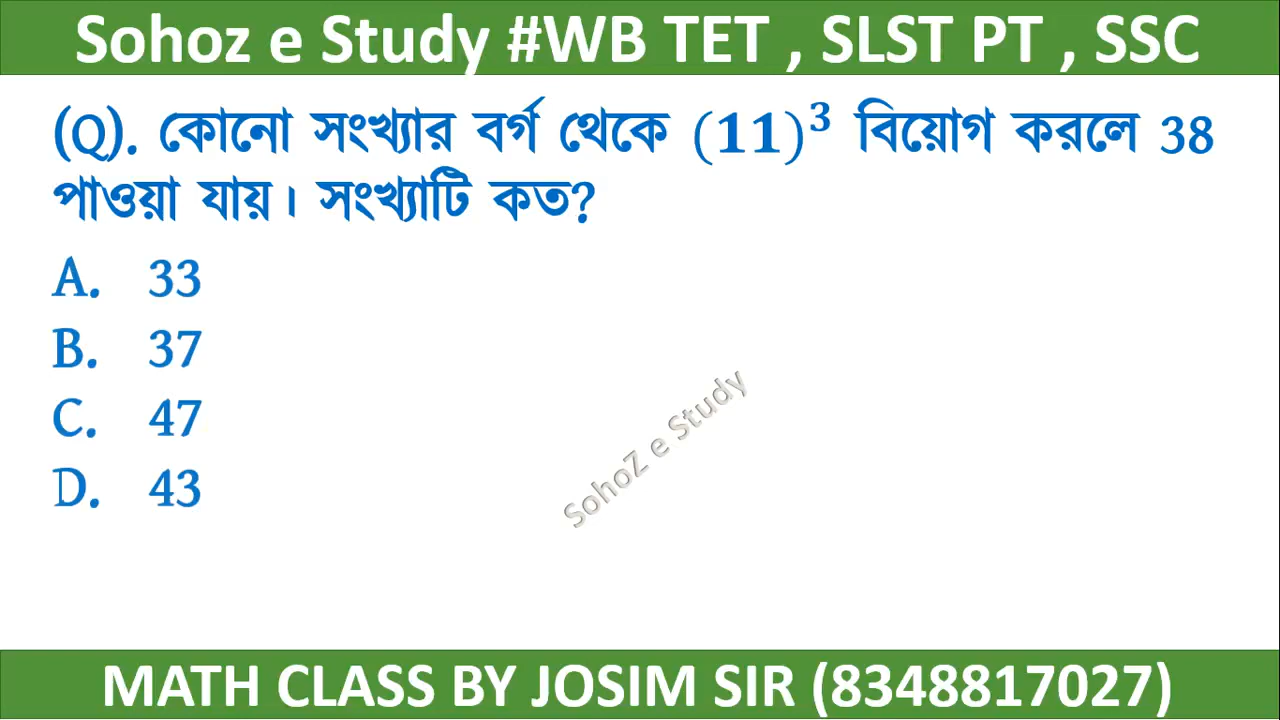 Sohoz e Study #WB TET , SLST PT , SSC
(Q). কোনো সংখ্যার বর্গ থেকে (11)³ বিয়োগ করলে 38
পাওয়া যায়। সংখ্যাটি কত?
A. 33
B. 37
C. 47
D. 43
SohoZ e Study
MATH CLASS BY JOSIM SIR (8348817027)